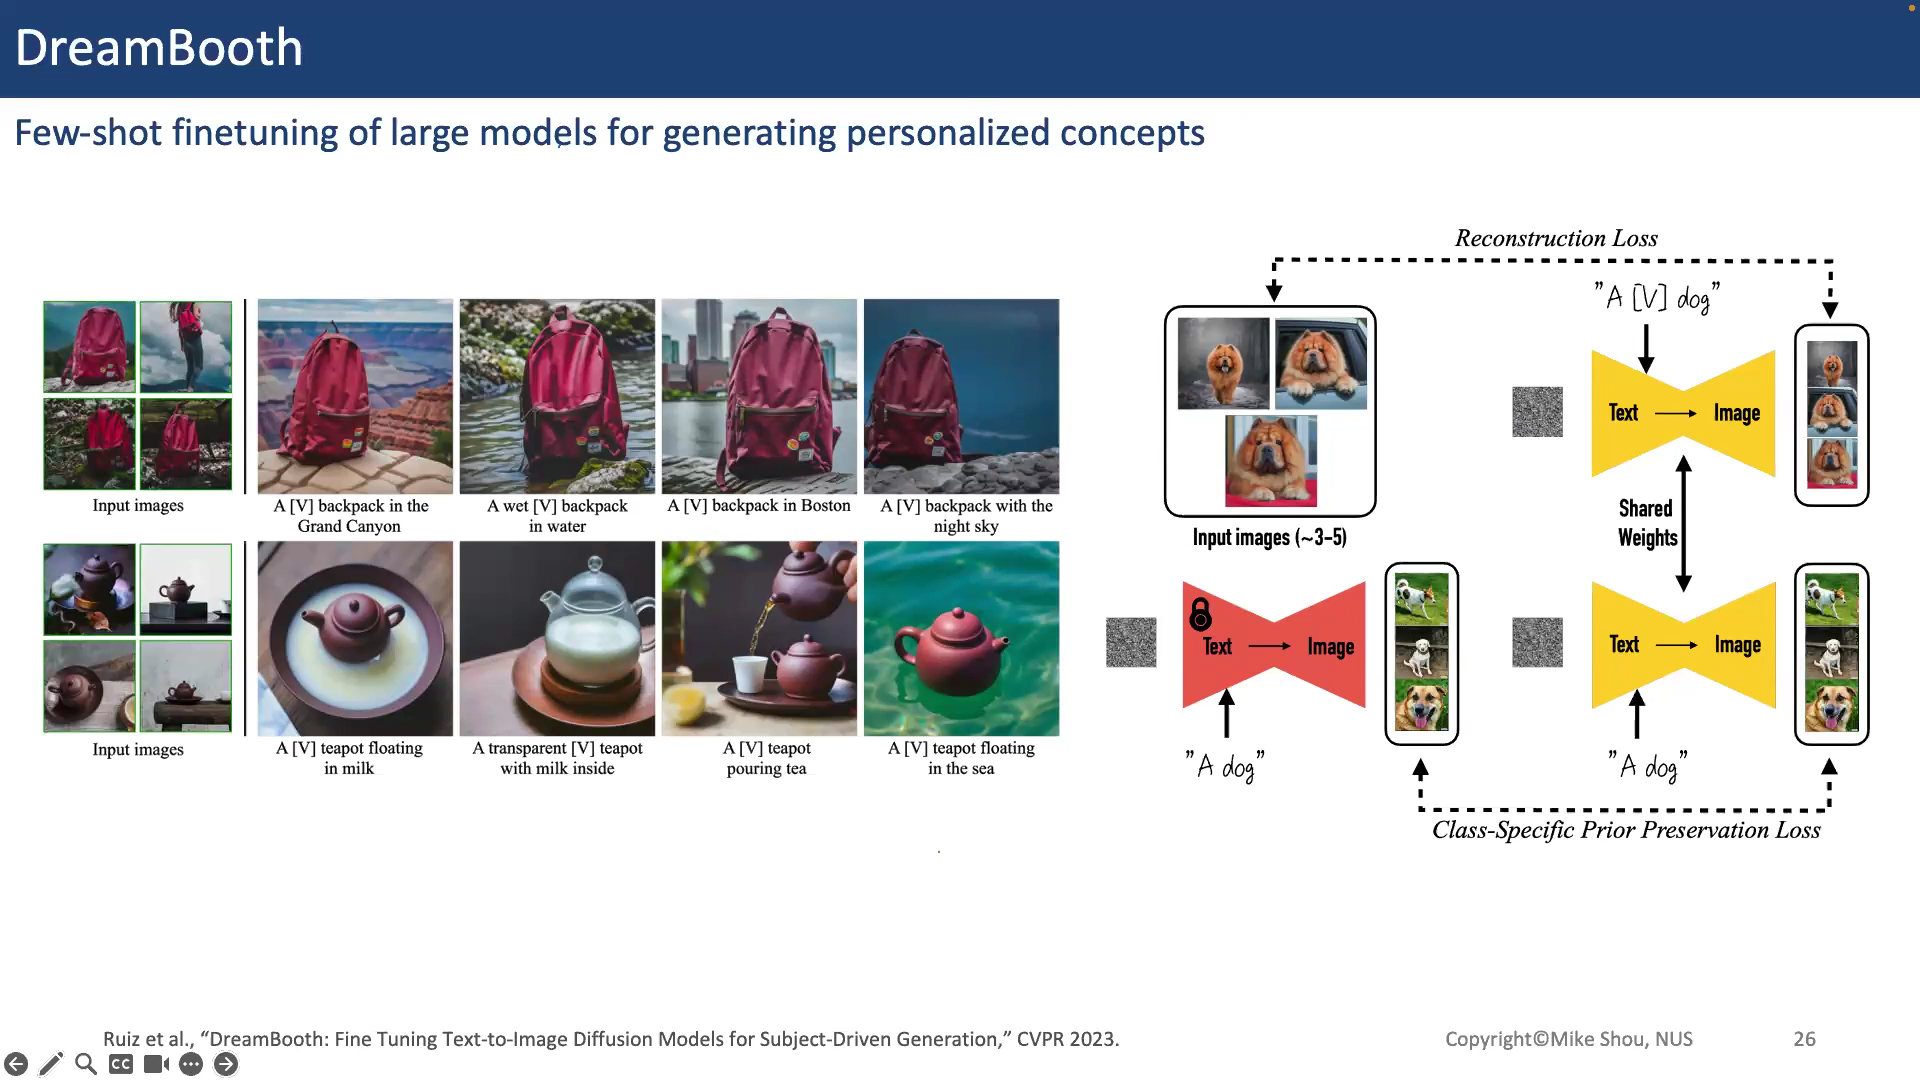 DreamBooth
Few-shot finetuning of large models for generating personalized concepts
Input images
A [V] backpack in the
Grand Canyon
A wet [V] backpack
in water
A [V] backpack in Boston
A [V] backpack with the
night sky
Input images
A [V] teapot floating
in milk
A transparent [V] teapot
with milk inside
A [V] teapot
pouring tea
A [V] teapot floating
in the sea
Reconstruction Loss
"A [V] dog"
Text → Image
Input images (~3-5)
Shared
Weights
Text → Image
"A dog"
Text → Image
"A dog"
Class-Specific Prior Preservation Loss
Ruiz et al., “DreamBooth: Fine Tuning Text-to-Image Diffusion Models for Subject-Driven Generation,” CVPR 2023.
Copyright©Mike Shou, NUS
26
CC